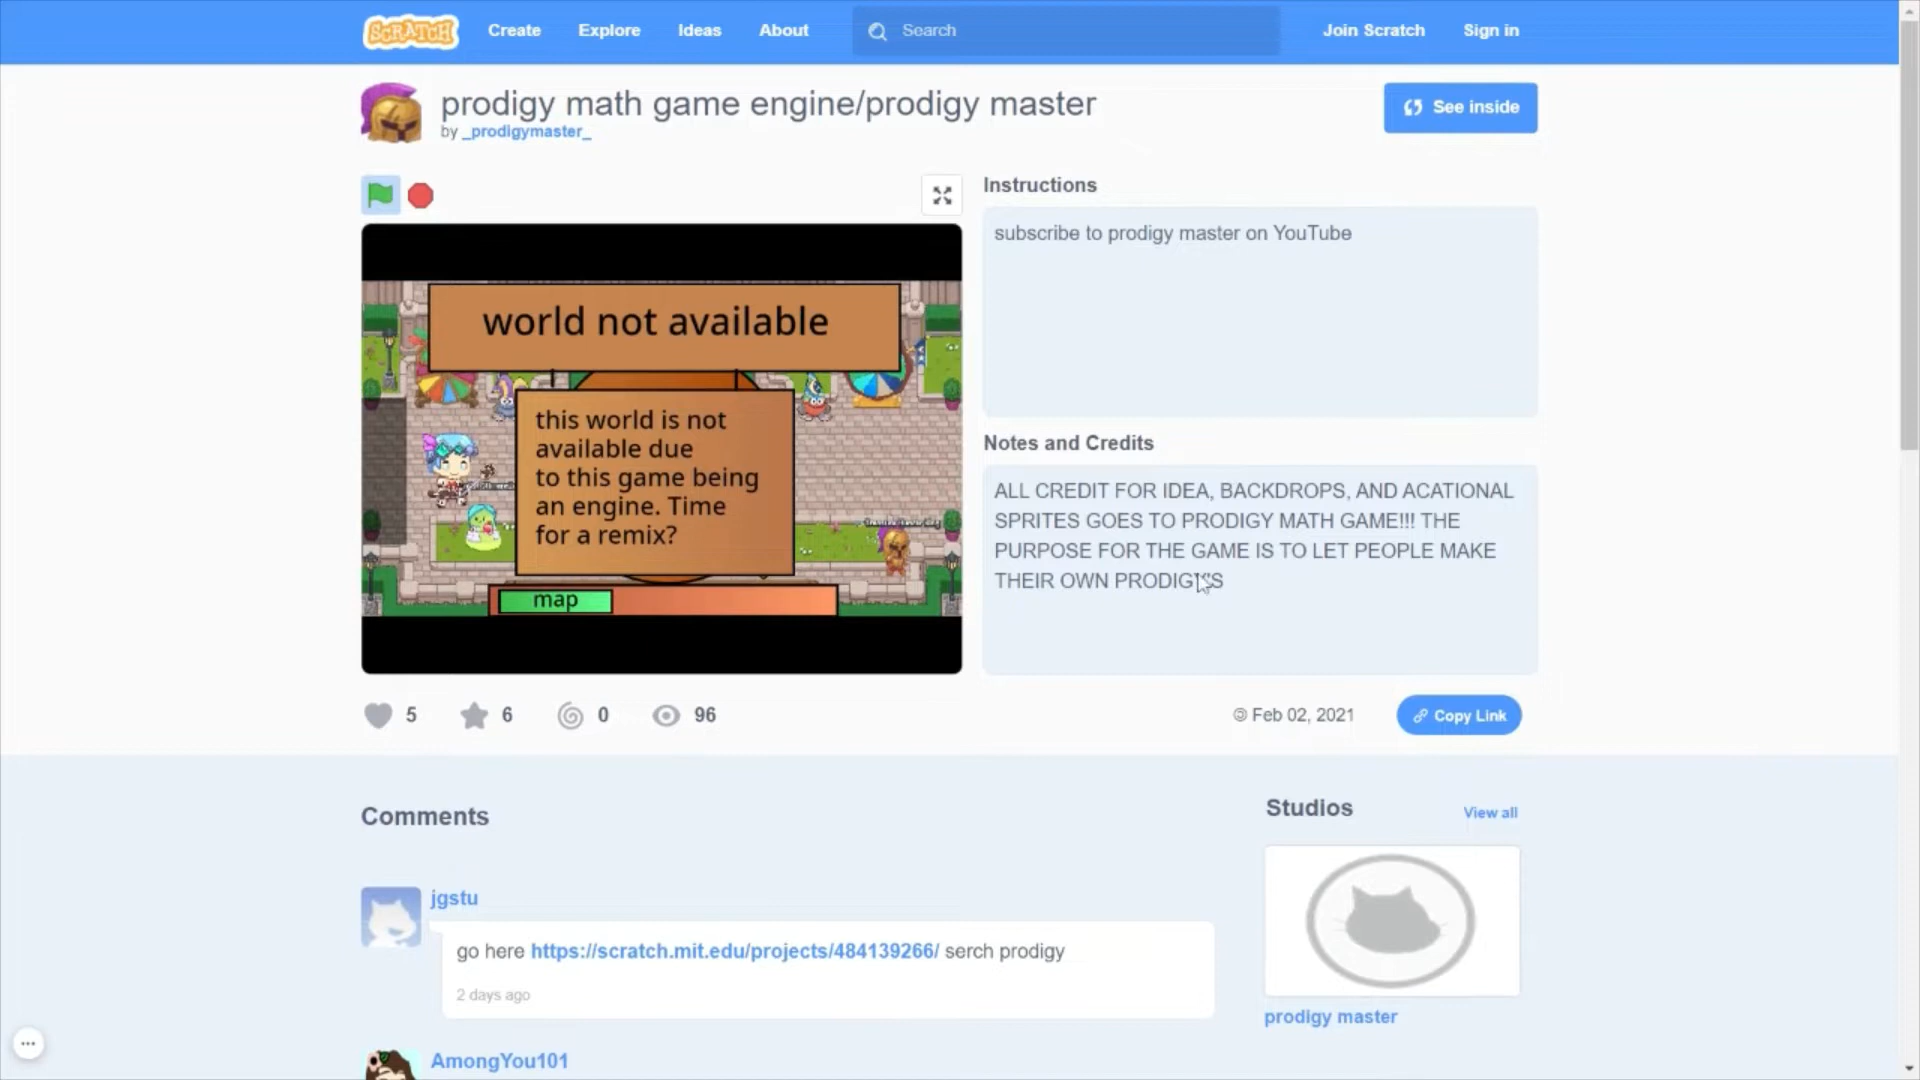 SCRATCH Create Explore Ideas About Search Join Scratch Sign in
prodigy math game engine/prodigy master
by _prodigymaster_
See inside
Instructions
subscribe to prodigy master on YouTube
world not available
this world is not
available due
to this game being
an engine. Time
for a remix?
map
Notes and Credits
ALL CREDIT FOR IDEA, BACKDROPS, AND ACATIONAL
SPRITES GOES TO PRODIGY MATH GAME!!! THE
PURPOSE FOR THE GAME IS TO LET PEOPLE MAKE
THEIR OWN PRODIGY'S
5 6 0 96
Feb 02, 2021
Copy Link
Comments
jgstu
go here https://scratch.mit.edu/projects/484139266/ serch prodigy
2 days ago
AmongYou101
Studios
View all
prodigy master